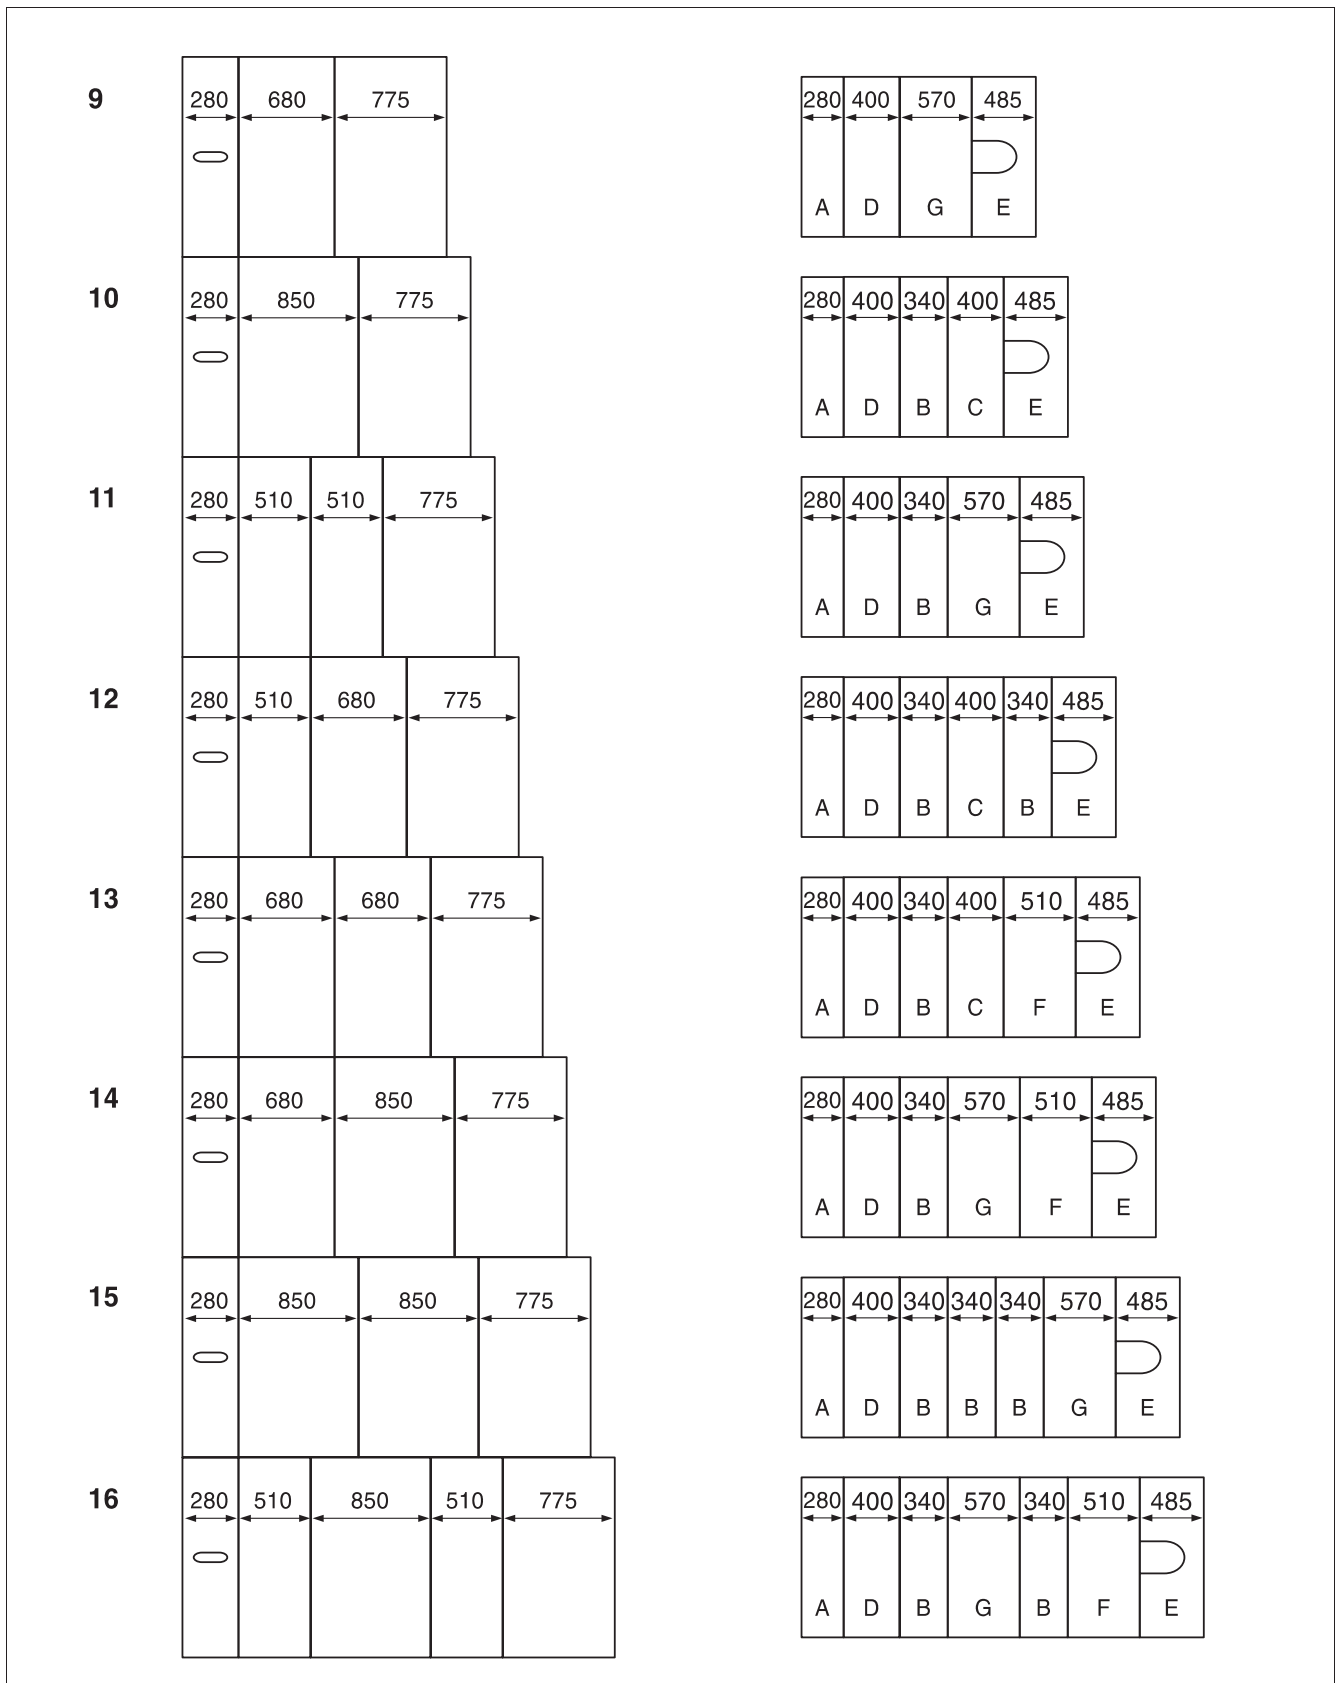 9
280 680 775
280 400 570 485
A D G E
10
280 850 775
280 400 340 400 485
A D B C E
11
280 510 510 775
280 400 340 570 485
A D B G E
12
280 510 680 775
280 400 340 400 340 485
A D B C B E
13
280 680 680 775
280 400 340 400 510 485
A D B C F E
14
280 680 850 775
280 400 340 570 510 485
A D B G F E
15
280 850 850 775
280 400 340 340 340 570 485
A D B B B G E
16
280 510 850 510 775
280 400 340 570 340 510 485
A D B G B F E